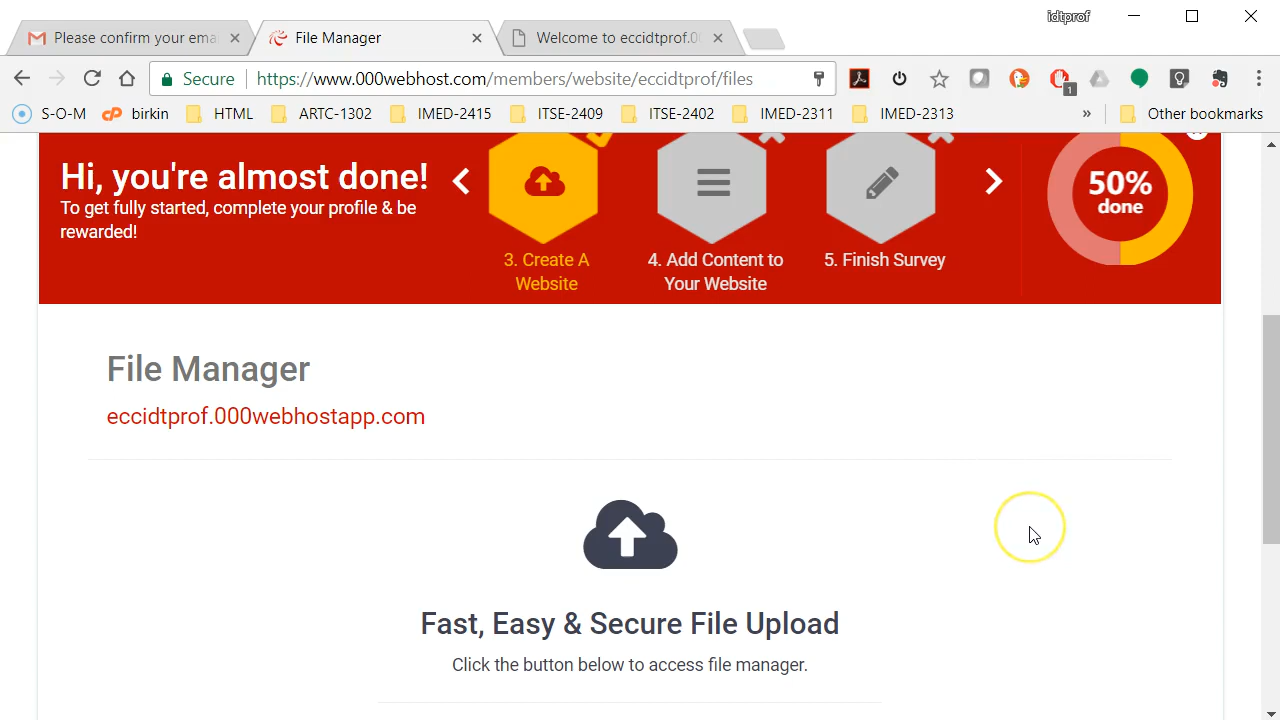 idtprof
Please confirm your ema
File Manager
Welcome to eccidtprof.0
Secure
https://www.000webhost.com/members/website/eccidtprof/files
1
S-O-M
cP birkin
HTML
ARTC-1302
IMED-2415
ITSE-2409
ITSE-2402
IMED-2311
IMED-2313
»
Other bookmarks
Hi, you're almost done!
To get fully started, complete your profile & be
rewarded!
3. Create A
Website
4. Add Content to
Your Website
5. Finish Survey
50%
done
File Manager
eccidtprof.000webhostapp.com
Fast, Easy & Secure File Upload
Click the button below to access file manager.